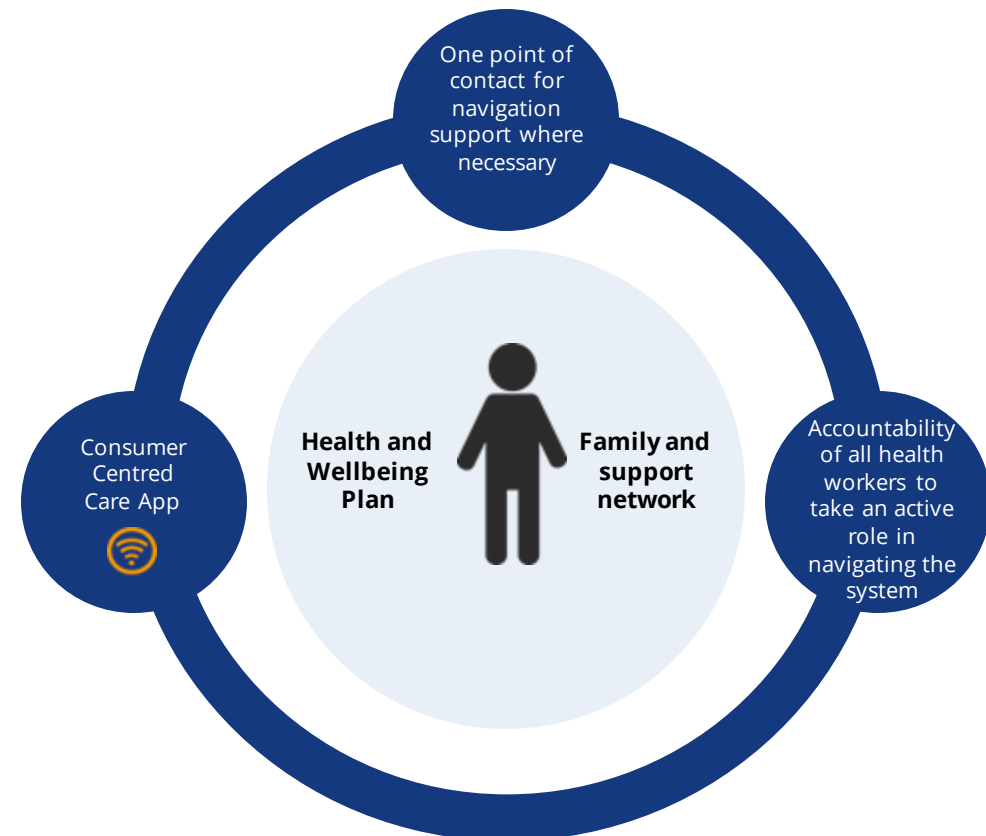 One point of
contact for
navigation
support where
necessary
Consumer
Centred
Care App
Health and
Wellbeing
Plan
Family and
support
network
Accountability
of all health
workers to
take an active
role in
navigating the
system